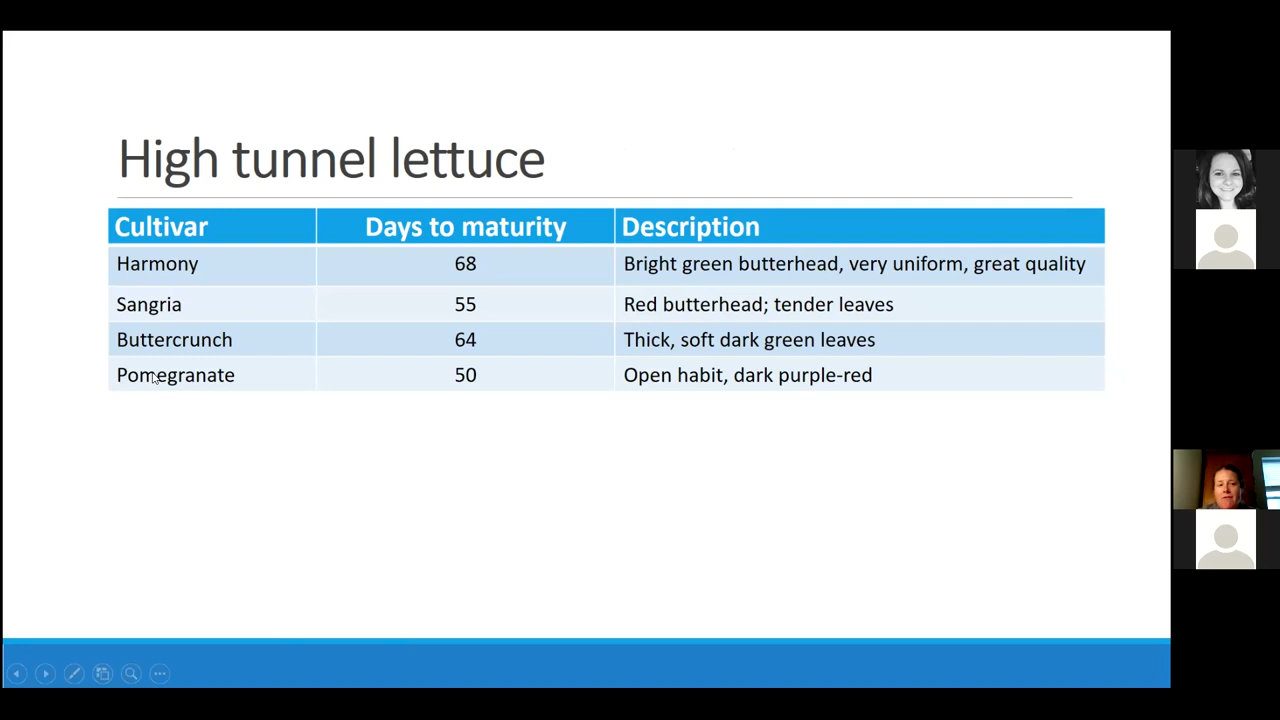 High tunnel lettuce
Cultivar Days to maturity Description
Harmony 68 Bright green butterhead, very uniform, great quality
Sangria 55 Red butterhead; tender leaves
Buttercrunch 64 Thick, soft dark green leaves
Pomegranate 50 Open habit, dark purple-red